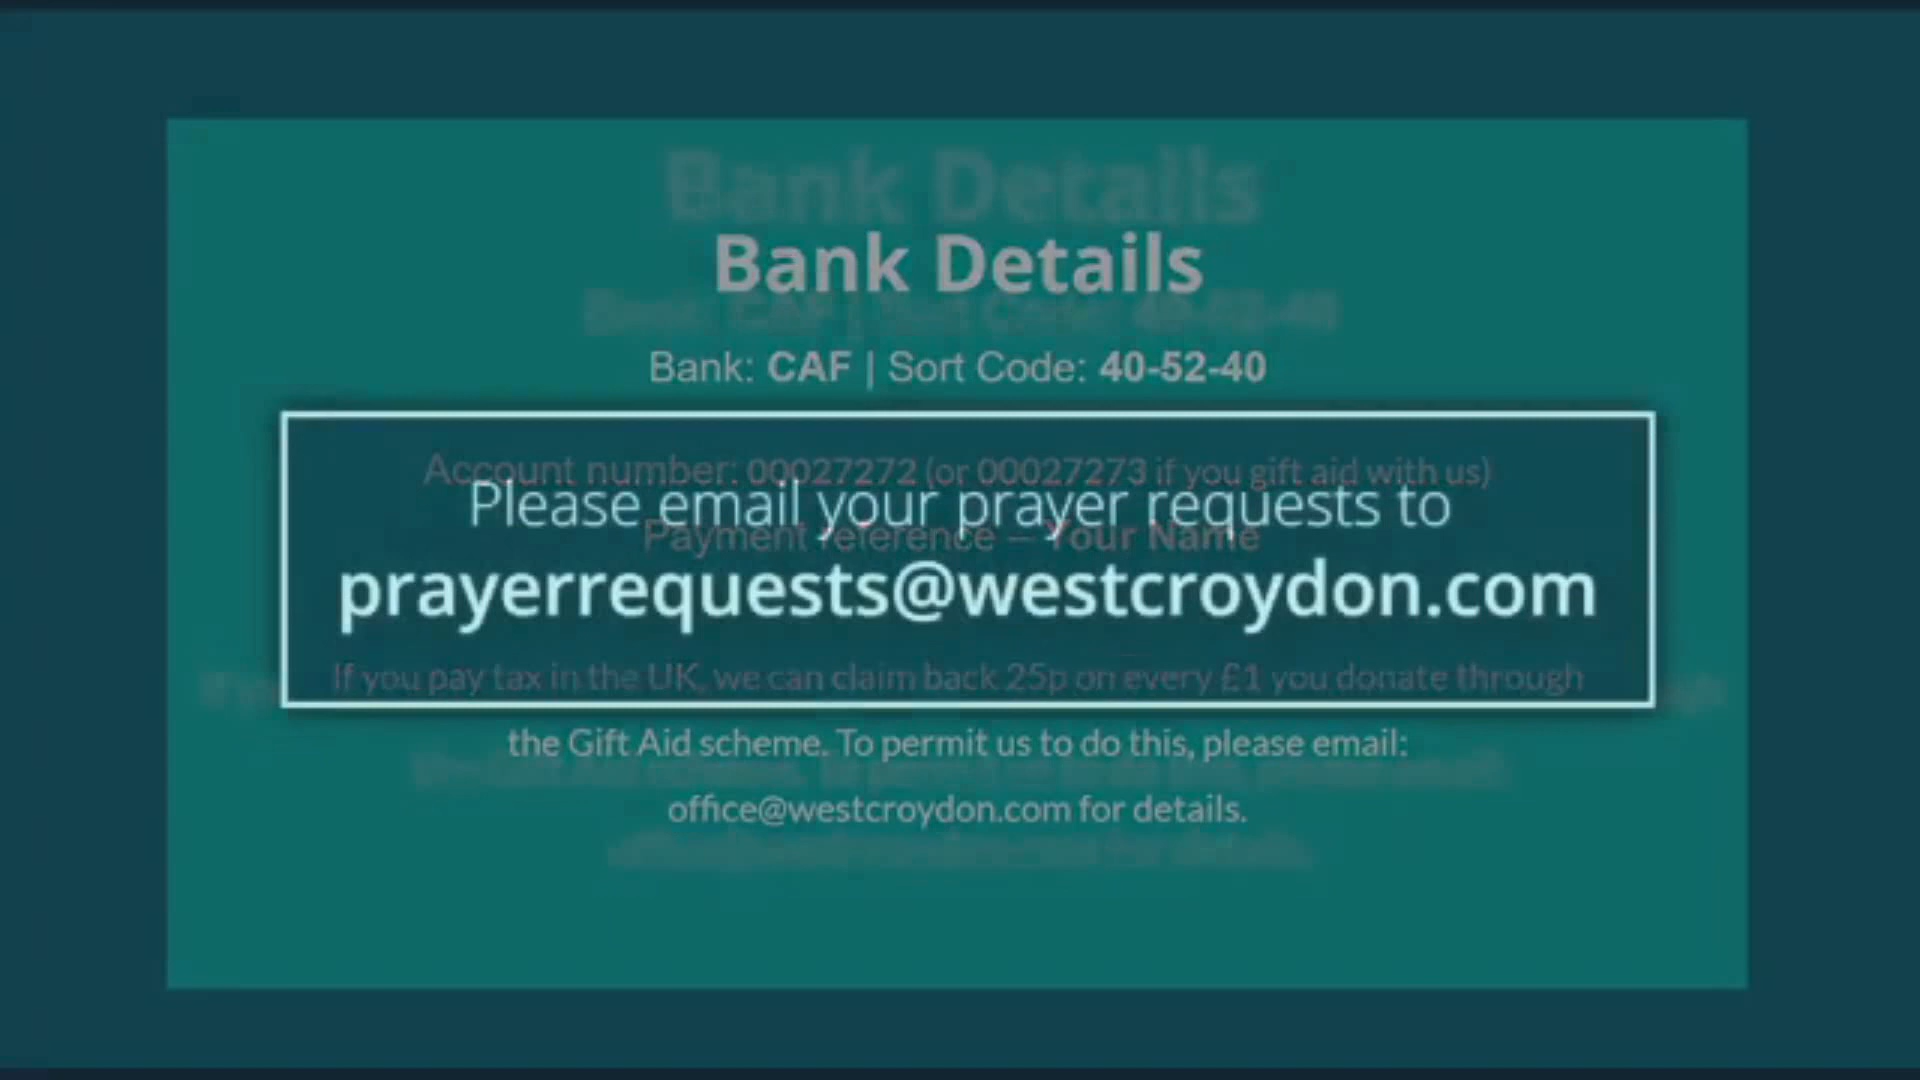 Bank Details
Bank: CAF | Sort Code: 40-52-40
Account number: 00027272 (or 00027273 if you gift aid with us)
Please email your prayer requests to
Payment reference – Your Name
prayerrequests@westcroydon.com
If you pay tax in the UK, we can claim back 25p on every £1 you donate through
the Gift Aid scheme. To permit us to do this, please email:
office@westcroydon.com for details.